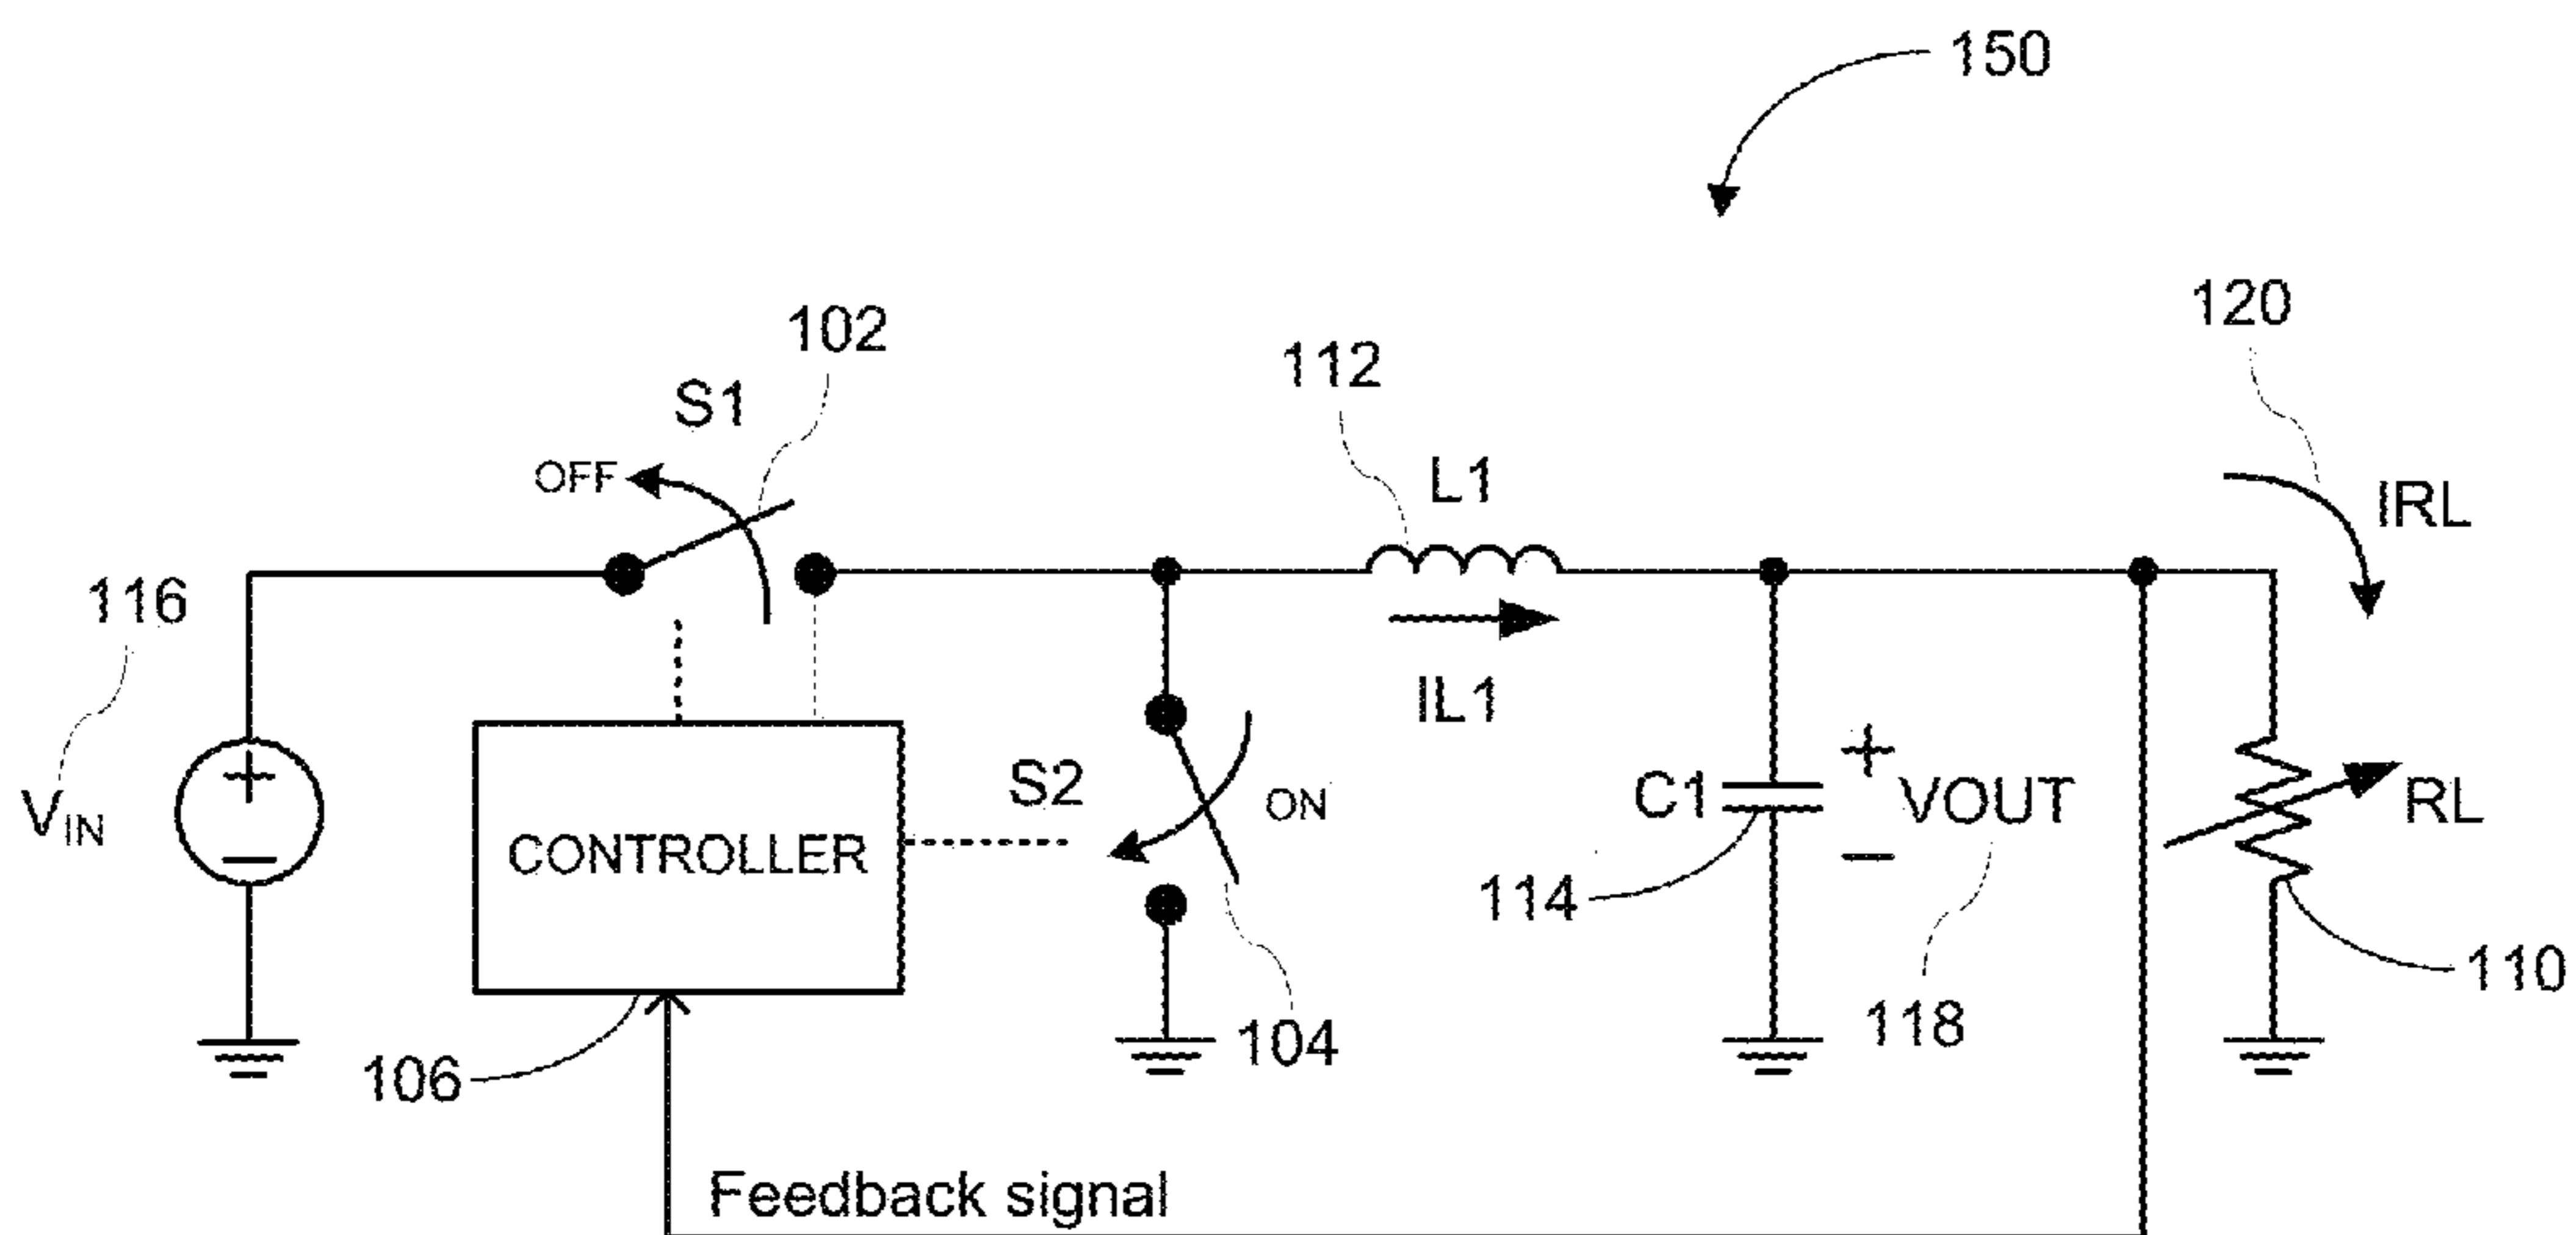 150
120
102
112
S1
L1
OFF
IRL
116
IL1
S2
ON
C1
+
VOUT
−
RL
+
VIN
−
CONTROLLER
114
110
118
104
106
Feedback signal